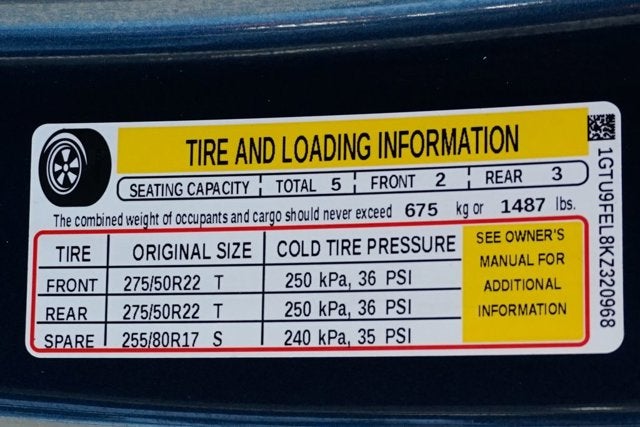 TIRE AND LOADING INFORMATION
SEATING CAPACITY TOTAL 5 FRONT 2 REAR 3
The combined weight of occupants and cargo should never exceed 675 kg or 1487 lbs.
TIRE ORIGINAL SIZE COLD TIRE PRESSURE
FRONT 275/50R22 T 250 kPa, 36 PSI
REAR 275/50R22 T 250 kPa, 36 PSI
SPARE 255/80R17 S 240 kPa, 35 PSI
SEE OWNER'S
MANUAL FOR
ADDITIONAL
INFORMATION
1GTU9FEL8KZ320968